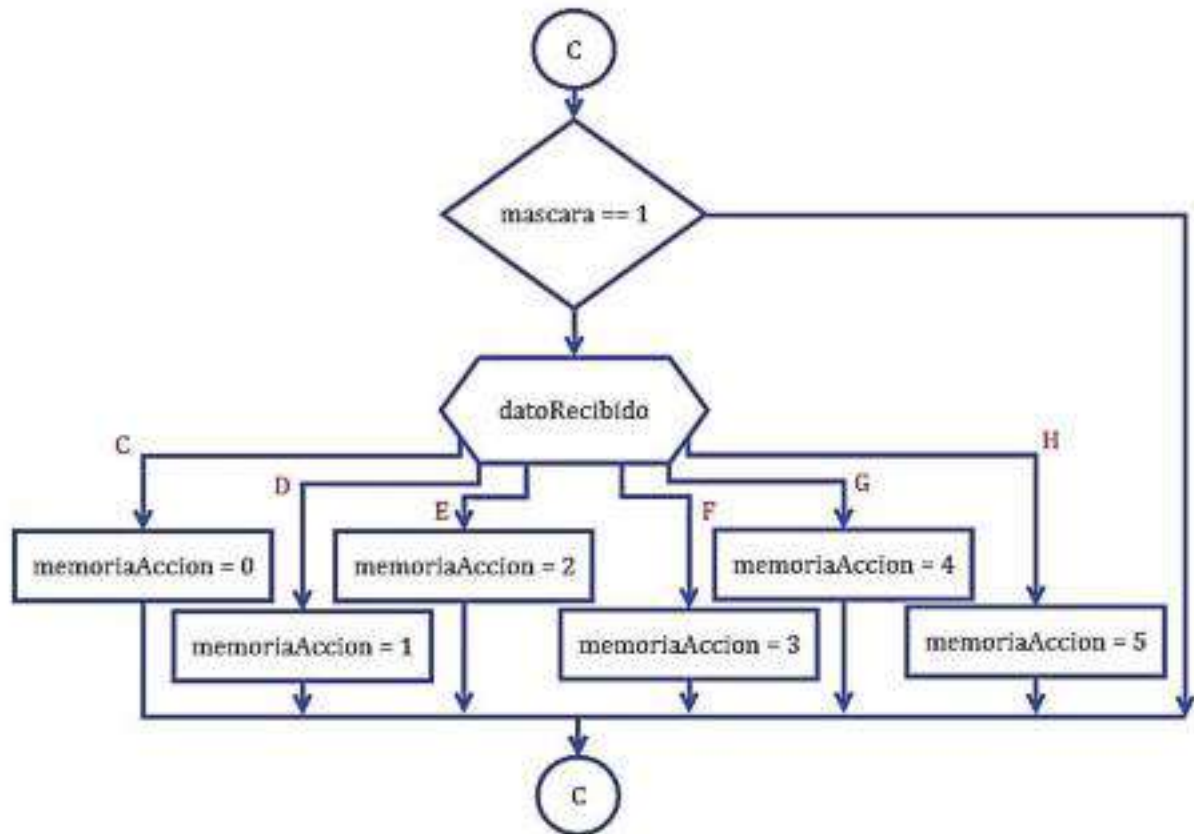 C
mascara == 1
datoRecibido
C
H
D
G
E
F
memoriaAccion = 0
memoriaAccion = 2
memoriaAccion = 4
memoriaAccion = 1
memoriaAccion = 3
memoriaAccion = 5
C